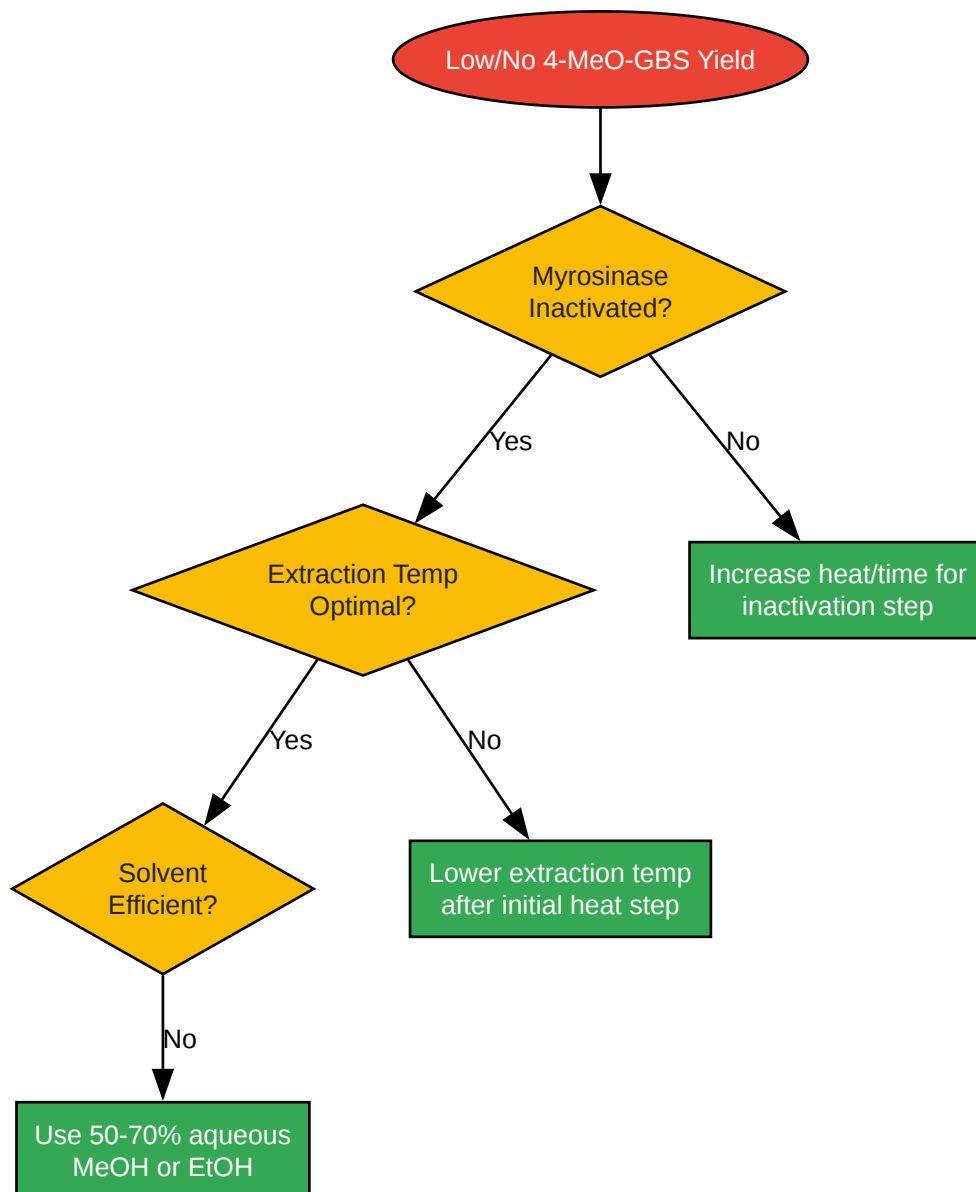 Low/No 4-MeO-GBS Yield
Myrosinase
Inactivated?
Yes
No
Extraction Temp
Optimal?
Increase heat/time for
inactivation step
Yes
No
Solvent
Efficient?
Lower extraction temp
after initial heat step
No
Use 50-70% aqueous
MeOH or EtOH